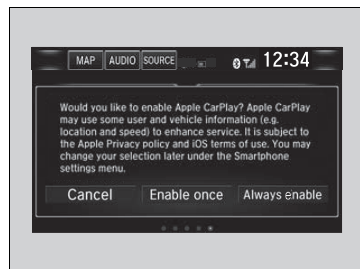 MAP AUDIO SOURCE 12:34
Would you like to enable Apple CarPlay? Apple CarPlay
may use some user and vehicle information (e.g.
location and speed) to enhance service. It is subject to
the Apple Privacy policy and iOS terms of use. You may
change your selection later under the Smartphone
settings menu.
Cancel Enable once Always enable